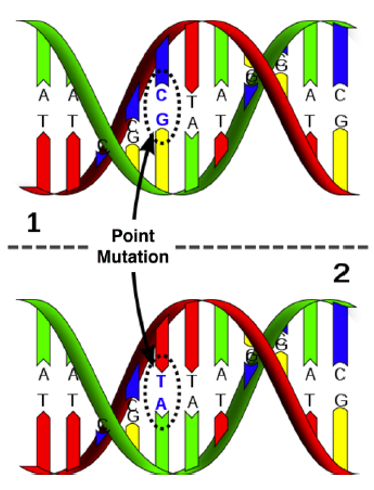 A A C T A A C
T T C G G A T T G
1
Point
Mutation
2
A A T T A A C
T T C G A A T T G